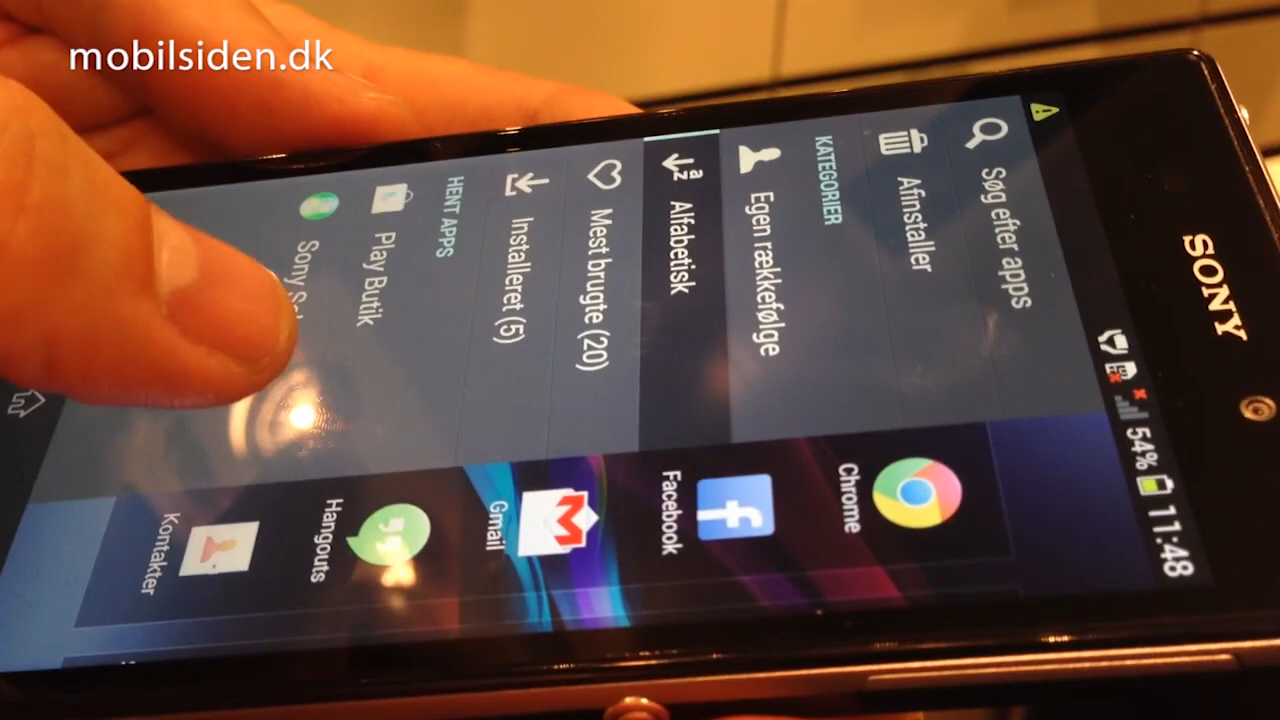 mobilsiden.dk
SONY
54% 11:48
Søg efter apps
Afinstaller
KATEGORIER
Egen rækkefølge
Alfabetisk
Mest brugte (20)
Installeret (5)
HENT APPS
Play Butik
Sony
Chrome
Facebook
Gmail
Hangouts
Kontakter